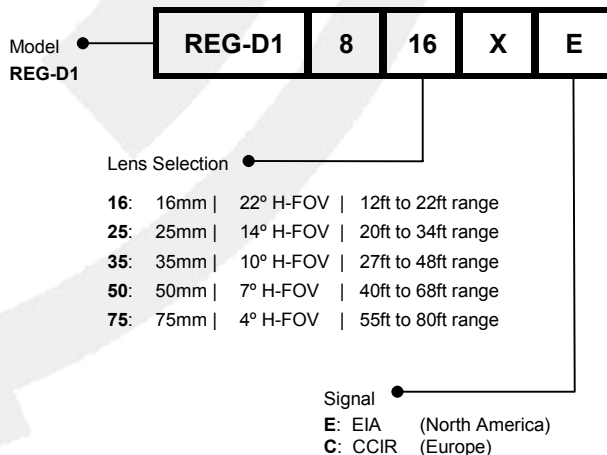 REG-D1 8 16 X E
Model
REG-D1
Lens Selection
16: 16mm | 22º H-FOV | 12ft to 22ft range
25: 25mm | 14º H-FOV | 20ft to 34ft range
35: 35mm | 10º H-FOV | 27ft to 48ft range
50: 50mm | 7º H-FOV | 40ft to 68ft range
75: 75mm | 4º H-FOV | 55ft to 80ft range
Signal
E: EIA (North America)
C: CCIR (Europe)